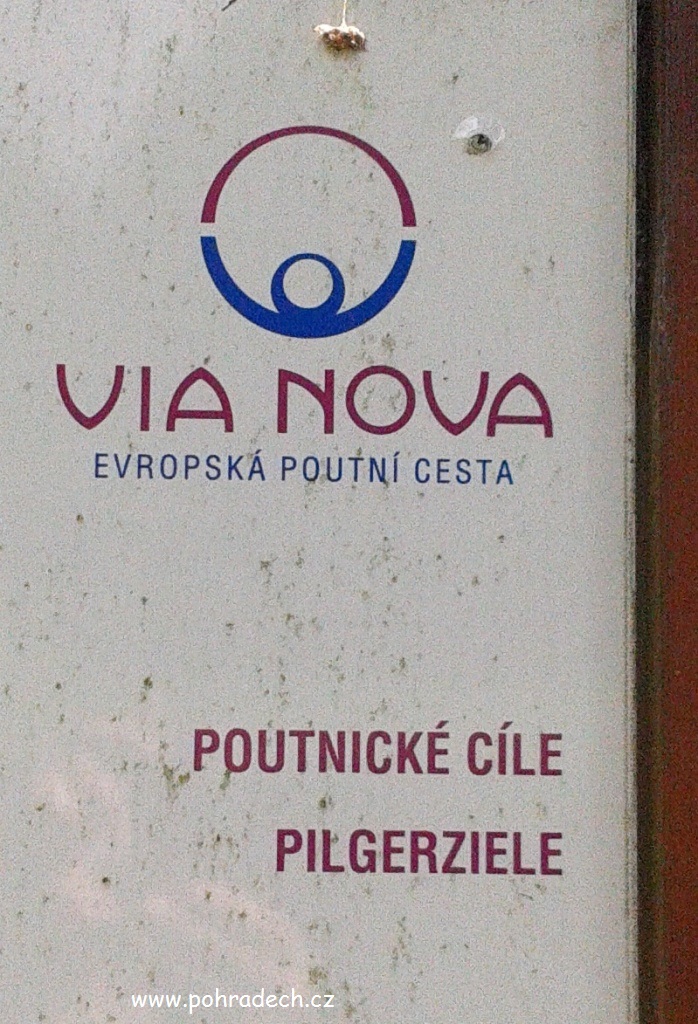 VIA NOVA
EVROPSKÁ POUTNÍ CESTA
POUTNICKÉ CÍLE
PILGERZIELE
www.pohradech.cz